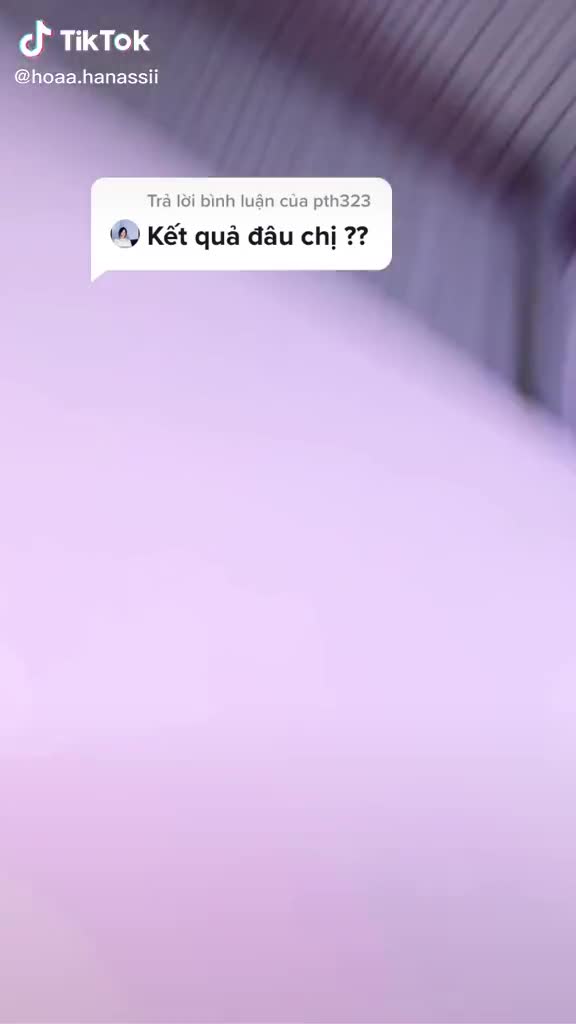 TikTok
@hoaa.hanassii
Trả lời bình luận của pth323
Kết quả đâu chị ??